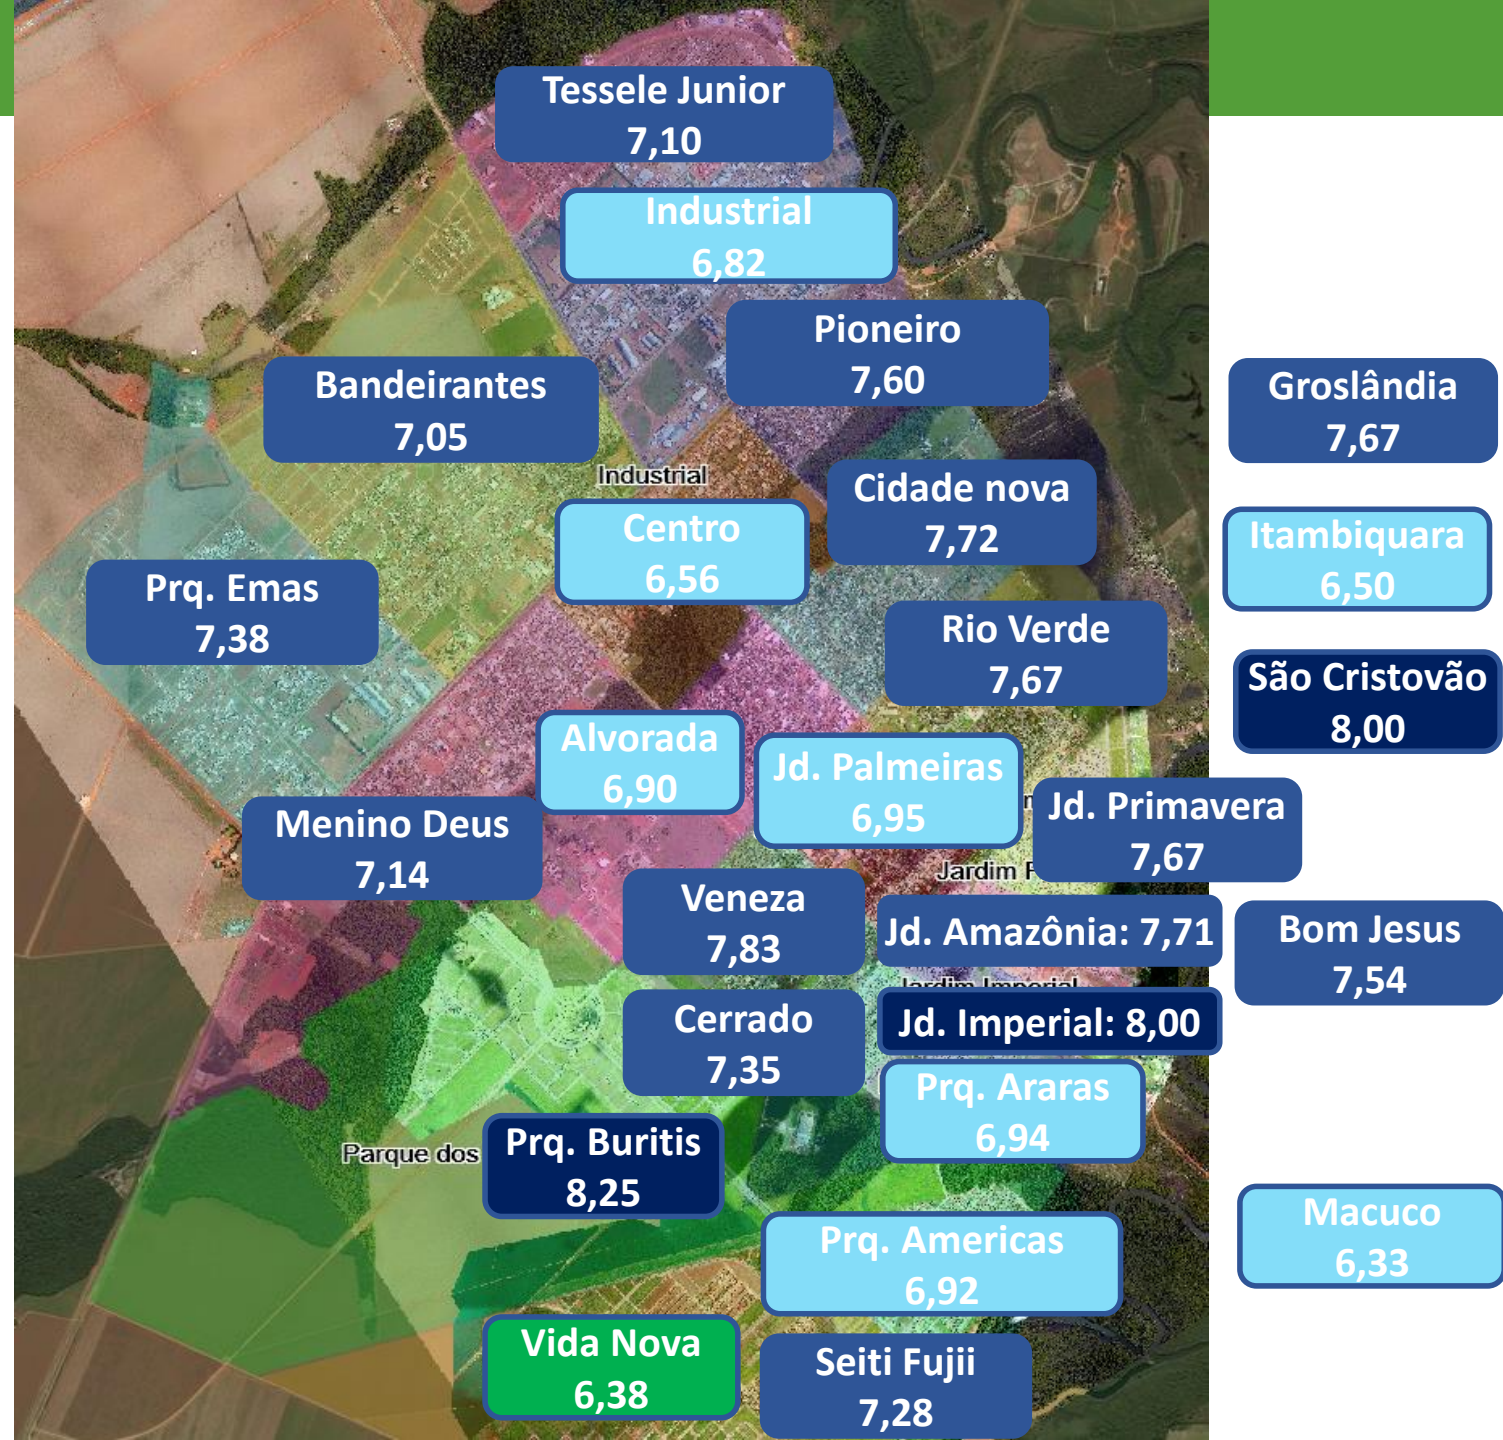 Tessele Junior
7,10
Industrial
6,82
Pioneiro
7,60
Bandeirantes
7,05
Groslândia
7,67
Industrial
Cidade nova
7,72
Centro
6,56
Itambiquara
6,50
Prq. Emas
7,38
Rio Verde
7,67
São Cristovão
8,00
Alvorada
6,90
Jd. Palmeiras
6,95
Jd. Primavera
7,67
Menino Deus
7,14
Jardim
Veneza
7,83
Jd. Amazônia: 7,71
Bom Jesus
7,54
Jardim Imperial
Cerrado
7,35
Jd. Imperial: 8,00
Prq. Araras
6,94
Parque dos
Prq. Buritis
8,25
Macuco
6,33
Prq. Americas
6,92
Vida Nova
6,38
Seiti Fujii
7,28